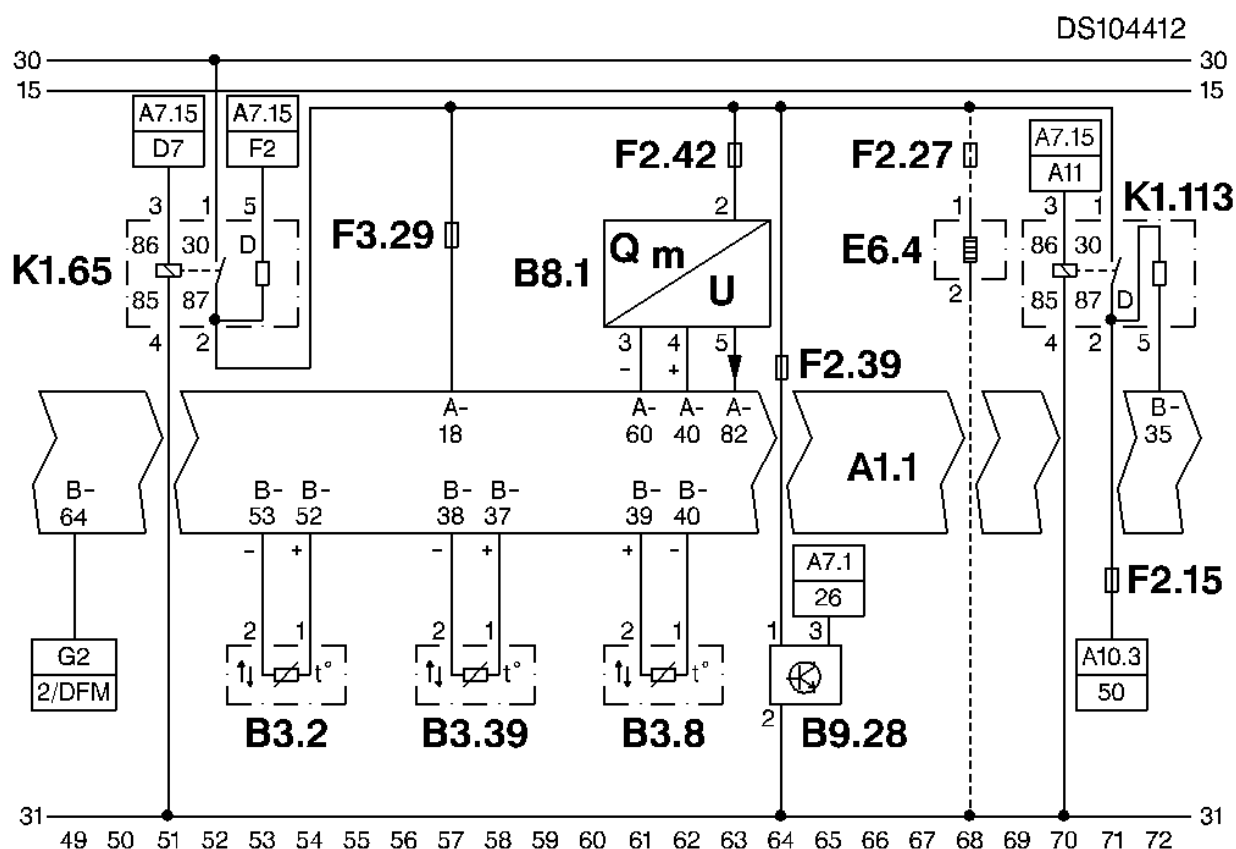 DS104412
30 30
15 15
A7.15 A7.15
D7 F2
F2.42 F2.27 A7.15
A11
3 1 5 2 1 3 1 K1.113
86 30 D F3.29 Q m 86 30
K1.65 B8.1 U E6.4
85 87 2 85 87 D
4 2 3 4 5 4 2 5
- + F2.39
A- A- A- A- B-
18 60 40 82 35
A1.1
B- B- B- B- B- B- B-
64 53 52 38 37 39 40
- + - + + - A7.1
26 F2.15
G2 2 1 2 1 2 1 1 3 A10.3
2/DFM t° t° t° 50
B3.2 B3.39 B3.8 2 B9.28
31 31
49 50 51 52 53 54 55 56 57 58 59 60 61 62 63 64 65 66 67 68 69 70 71 72